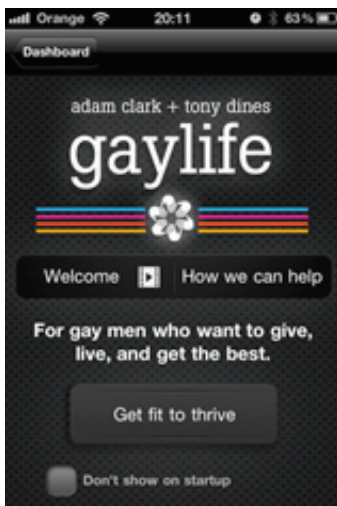 Orange 20:11 63%
Dashboard
adam clark + tony dines
gaylife
Welcome How we can help
For gay men who want to give,
live, and get the best.
Get fit to thrive
Don't show on startup